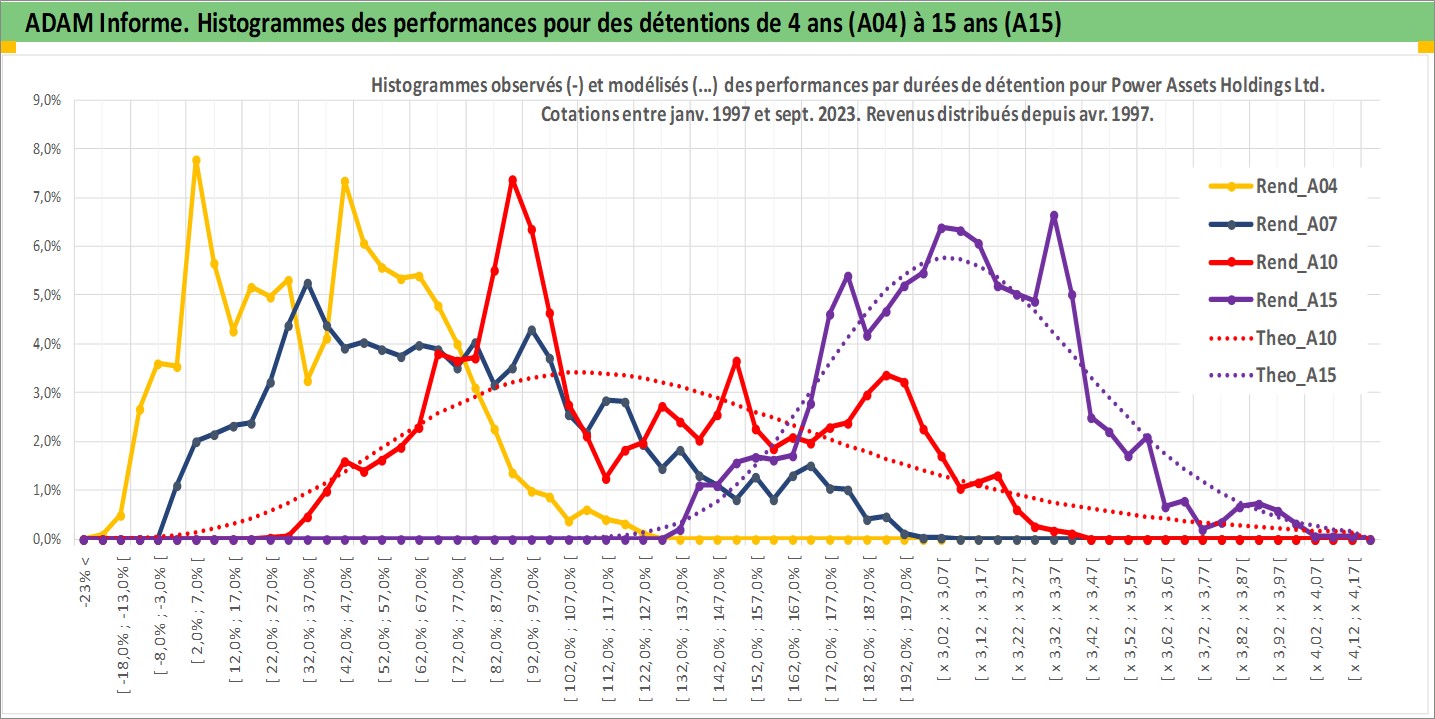 ADAM Informe. Histogrammes des performances pour des détentions de 4 ans (A04) à 15 ans (A15)
Histogrammes observés (-) et modélisés (...) des performances par durées de détention pour Power Assets Holdings Ltd.
Cotations entre janv. 1997 et sept. 2023. Revenus distribués depuis avr. 1997.
9,0%
8,0%
7,0%
6,0%
5,0%
4,0%
3,0%
2,0%
1,0%
0,0%
Rend_A04
Rend_A07
Rend_A10
Rend_A15
Theo_A10
Theo_A15
-23% <
[ -18,0% ; -13,0% [
[ -8,0% ; -3,0% [
[ 2,0% ; 7,0% [
[ 12,0% ; 17,0% [
[ 22,0% ; 27,0% [
[ 32,0% ; 37,0% [
[ 42,0% ; 47,0% [
[ 52,0% ; 57,0% [
[ 62,0% ; 67,0% [
[ 72,0% ; 77,0% [
[ 82,0% ; 87,0% [
[ 92,0% ; 97,0% [
[ 102,0% ; 107,0% [
[ 112,0% ; 117,0% [
[ 122,0% ; 127,0% [
[ 132,0% ; 137,0% [
[ 142,0% ; 147,0% [
[ 152,0% ; 157,0% [
[ 162,0% ; 167,0% [
[ 172,0% ; 177,0% [
[ 182,0% ; 187,0% [
[ 192,0% ; 197,0% [
[ x 3,02 ; x 3,07 [
[ x 3,12 ; x 3,17 [
[ x 3,22 ; x 3,27 [
[ x 3,32 ; x 3,37 [
[ x 3,42 ; x 3,47 [
[ x 3,52 ; x 3,57 [
[ x 3,62 ; x 3,67 [
[ x 3,72 ; x 3,77 [
[ x 3,82 ; x 3,87 [
[ x 3,92 ; x 3,97 [
[ x 4,02 ; x 4,07 [
[ x 4,12 ; x 4,17 [